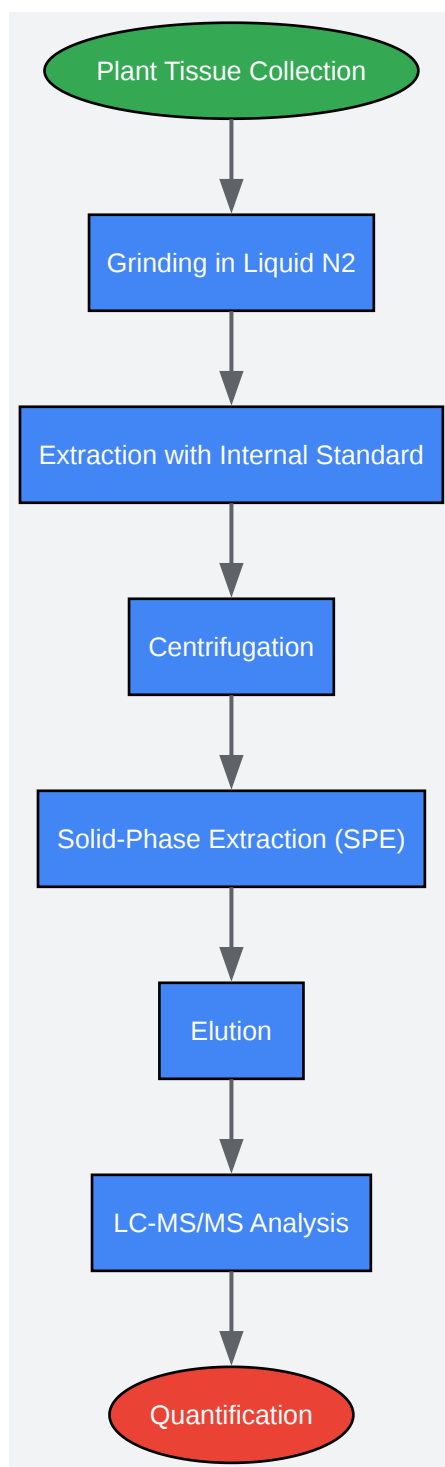 Plant Tissue Collection
Grinding in Liquid N2
Extraction with Internal Standard
Centrifugation
Solid-Phase Extraction (SPE)
Elution
LC-MS/MS Analysis
Quantification